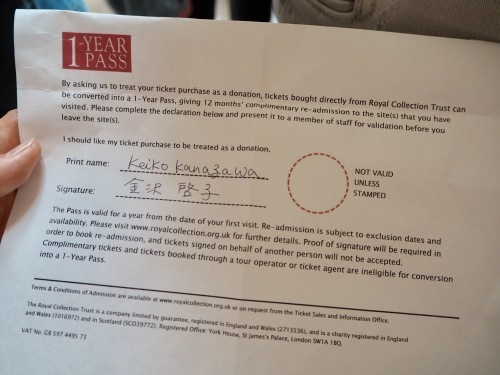 1-YEAR
PASS
By asking us to treat your ticket purchase as a donation, tickets bought directly from Royal Collection Trust can
be converted into a 1-Year Pass, giving 12 months' complimentary re-admission to the site(s) that you have
visited. Please complete the declaration below and present it to a member of staff for validation before you
leave the site(s).
I should like my ticket purchase to be treated as a donation.
Print name: Keiko Kanazawa
Signature: 金沢 啓子
NOT VALID
UNLESS
STAMPED
The Pass is valid for a year from the date of your first visit. Re-admission is subject to exclusion dates and
availability. Please visit www.royalcollection.org.uk for further details. Proof of signature will be required in
order to book re-admission, and tickets signed on behalf of another person will not be accepted.
Complimentary tickets and tickets booked through a tour operator or ticket agent are ineligible for conversion
into a 1-Year Pass.
Terms & Conditions of Admission are available at www.royalcollection.org.uk or on request from the Ticket Sales and Information Office.
The Royal Collection Trust is a company limited by guarantee, registered in England and Wales (2713536), and is a charity registered in England
and Wales (1016972) and in Scotland (SCO39772). Registered Office: York House, St James's Palace, London SW1A 1BQ.
VAT No. GB 597 4495 73